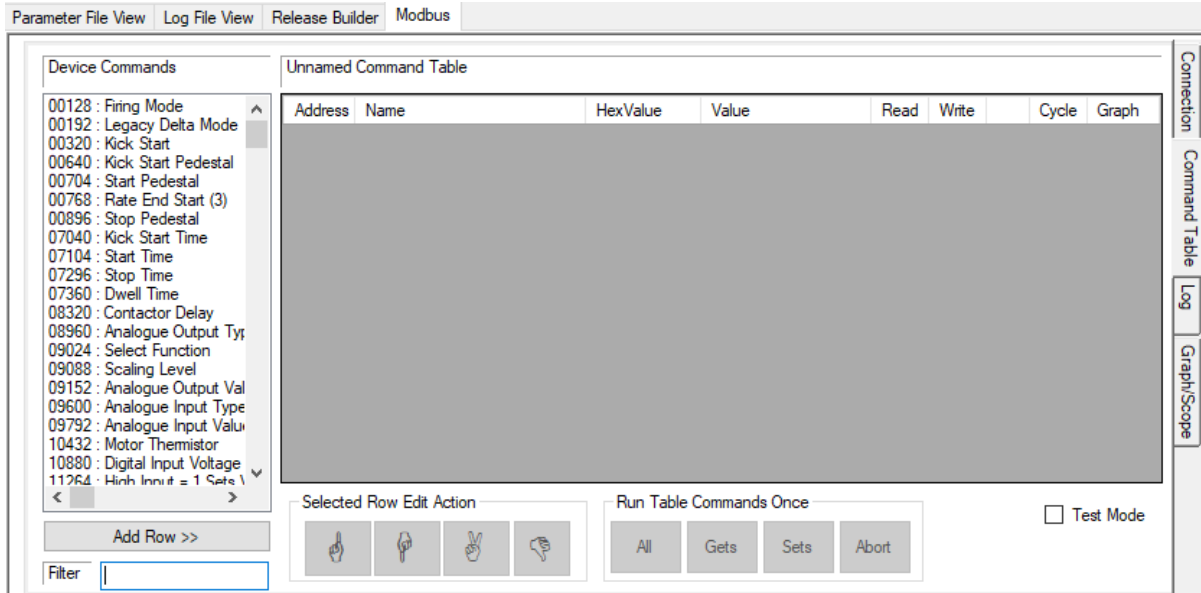 Parameter File View Log File View Release Builder Modbus
Device Commands
Unnamed Command Table
00128 : Firing Mode
00192 : Legacy Delta Mode
00320 : Kick Start
00640 : Kick Start Pedestal
00704 : Start Pedestal
00768 : Rate End Start (3)
00896 : Stop Pedestal
07040 : Kick Start Time
07104 : Start Time
07296 : Stop Time
07360 : Dwell Time
08320 : Contactor Delay
08960 : Analogue Output Typ
09024 : Select Function
09088 : Scaling Level
09152 : Analogue Output Val
09600 : Analogue Input Type
09792 : Analogue Input Valu
10432 : Motor Thermistor
10880 : Digital Input Voltage
11264 : High Input = 1 Sets V
Add Row >>
Filter
Address Name HexValue Value Read Write Cycle Graph
Selected Row Edit Action
Run Table Commands Once
All Gets Sets Abort
Test Mode
Connection
Command Table
Log
Graph/Scope